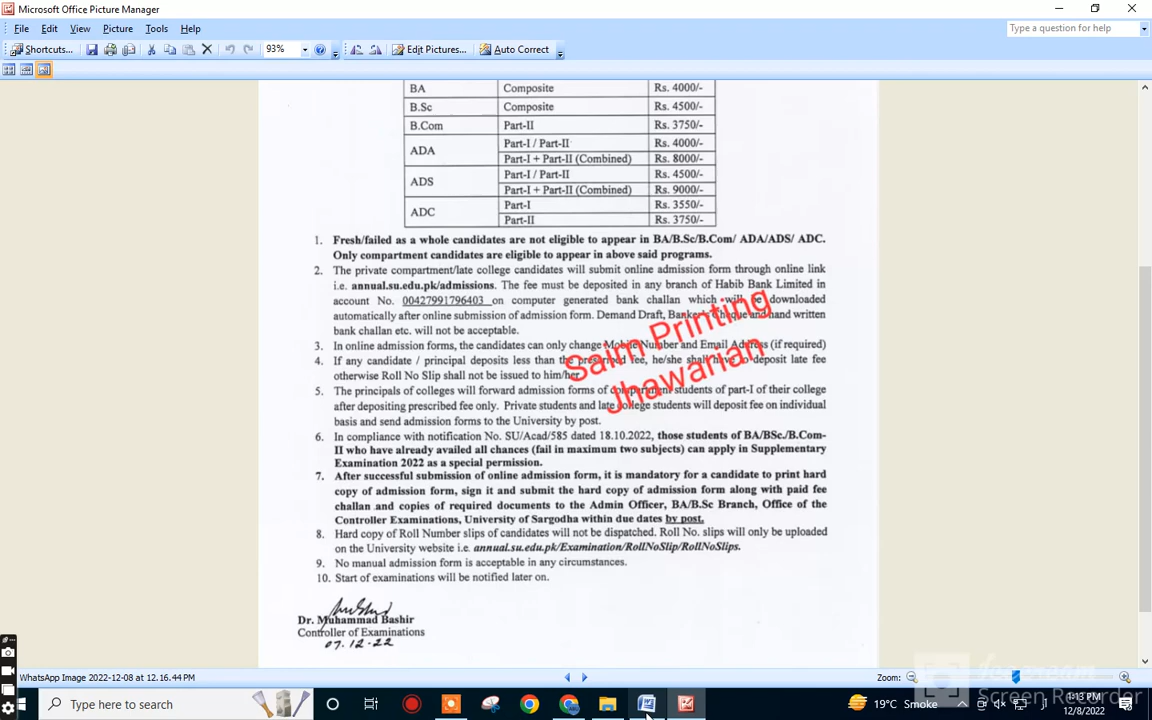 Microsoft Office Picture Manager
File Edit View Picture Tools Help
Type a question for help
Shortcuts... 93% Edit Pictures... Auto Correct
BA Composite Rs. 4000/-
B.Sc Composite Rs. 4500/-
B.Com Part-II Rs. 3750/-
ADA Part-I / Part-II Rs. 4000/-
Part-I + Part-II (Combined) Rs. 8000/-
ADS Part-I / Part-II Rs. 4500/-
Part-I + Part-II (Combined) Rs. 9000/-
ADC Part-I Rs. 3550/-
Part-II Rs. 3750/-
1. Fresh/failed as a whole candidates are not eligible to appear in BA/B.Sc/B.Com/ ADA/ADS/ ADC.
Only compartment candidates are eligible to appear in above said programs.
2. The private compartment/late college candidates will submit online admission form through online link
i.e. annual.su.edu.pk/admissions. The fee must be deposited in any branch of Habib Bank Limited in
account No. 00427991796403 on computer generated bank challan which will be downloaded
automatically after online submission of admission form. Demand Draft, Banker's Cheque and hand written
bank challan etc. will not be acceptable.
3. In online admission forms, the candidates can only change Mobile Number and Email Address (if required)
4. If any candidate / principal deposits less than the prescribed fee, he/she shall have to deposit late fee
otherwise Roll No Slip shall not be issued to him/her.
5. The principals of colleges will forward admission forms of compartment students of part-I of their college
after depositing prescribed fee only. Private students and late college students will deposit fee on individual
basis and send admission forms to the University by post.
6. In compliance with notification No. SU/Acad/585 dated 18.10.2022, those students of BA/BSc./B.Com-
II who have already availed all chances (fail in maximum two subjects) can apply in Supplementary
Examination 2022 as a special permission.
7. After successful submission of online admission form, it is mandatory for a candidate to print hard
copy of admission form, sign it and submit the hard copy of admission form along with paid fee
challan and copies of required documents to the Admin Officer, BA/B.Sc Branch, Office of the
Controller Examinations, University of Sargodha within due dates by post.
8. Hard copy of Roll Number slips of candidates will not be dispatched. Roll No. slips will only be uploaded
on the University website i.e. annual.su.edu.pk/Examination/RollNoSlip/RollNoSlips.
9. No manual admission form is acceptable in any circumstances.
10. Start of examinations will be notified later on.
Saim Printing
Jhawarian
Dr. Muhammad Bashir
Controller of Examinations
07.12.22
WhatsApp Image 2022-12-08 at 12.16.44 PM
Zoom:
Screen Recorder
Type here to search
19°C Smoke
1:13 PM
12/8/2022